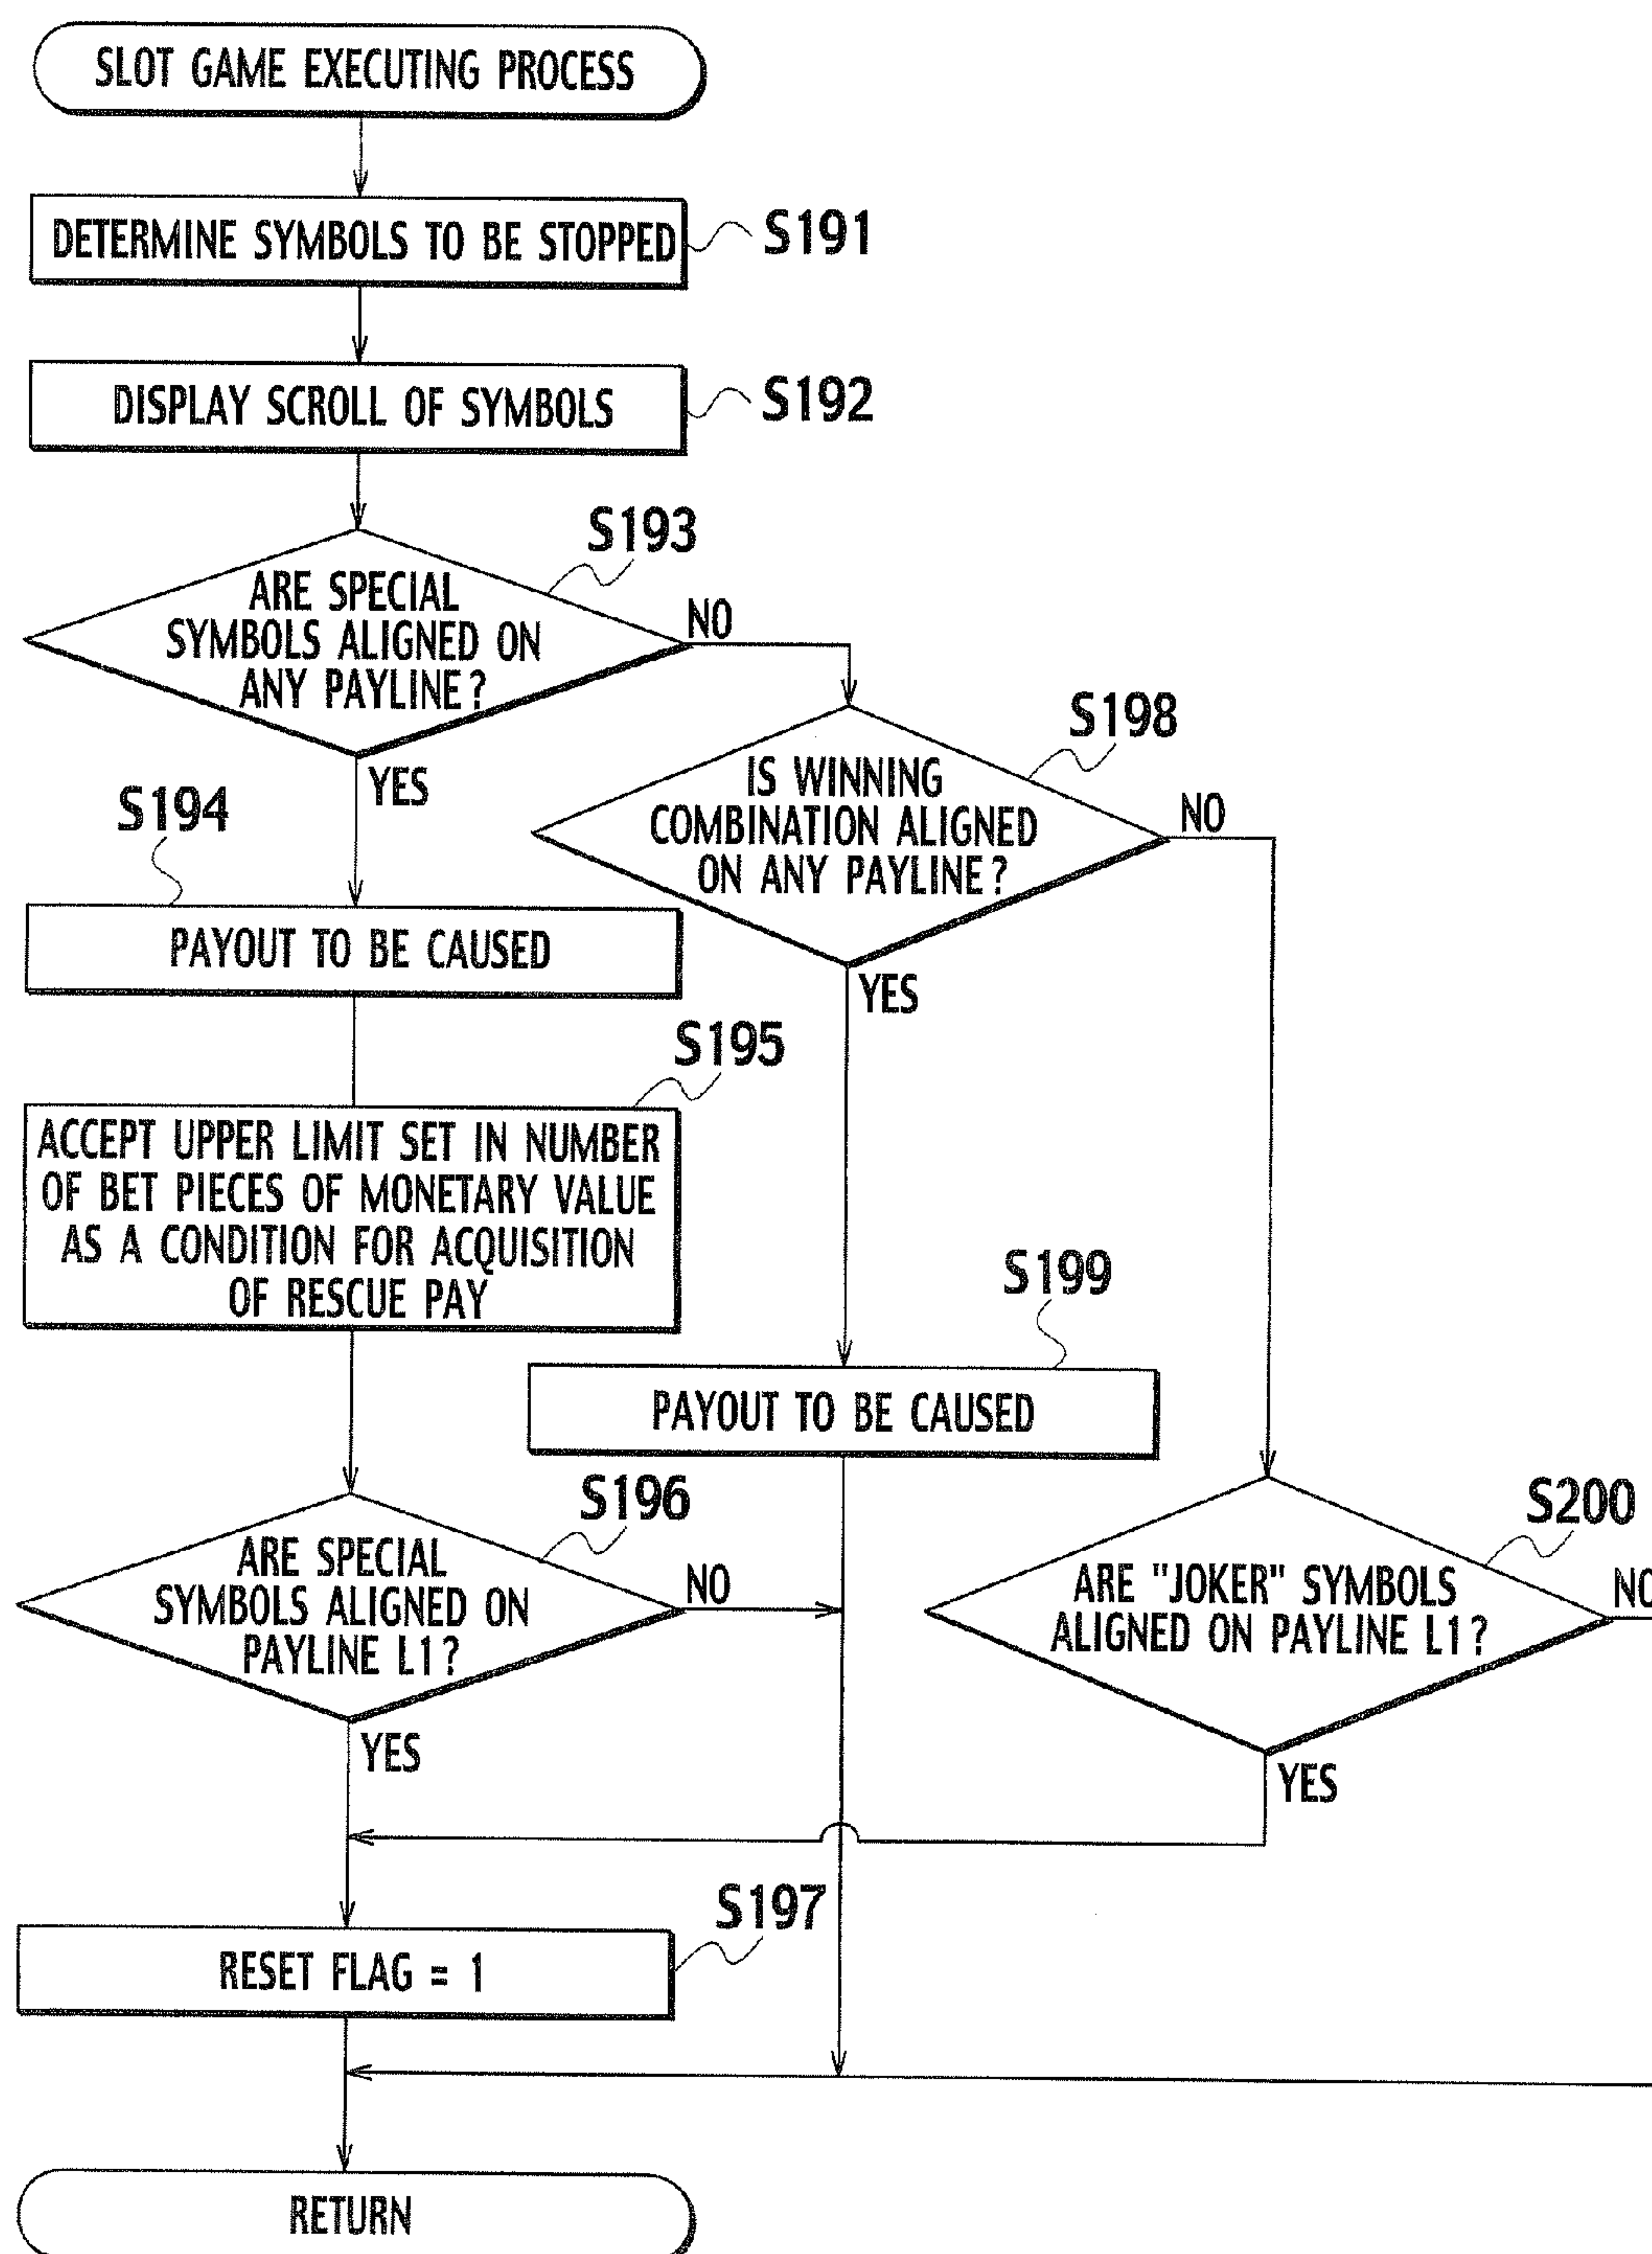 SLOT GAME EXECUTING PROCESS
DETERMINE SYMBOLS TO BE STOPPED
S191
DISPLAY SCROLL OF SYMBOLS
S192
S193
ARE SPECIAL
SYMBOLS ALIGNED ON
ANY PAYLINE?
NO
YES
S198
IS WINNING
COMBINATION ALIGNED
ON ANY PAYLINE?
NO
YES
S194
PAYOUT TO BE CAUSED
S195
ACCEPT UPPER LIMIT SET IN NUMBER
OF BET PIECES OF MONETARY VALUE
AS A CONDITION FOR ACQUISITION
OF RESCUE PAY
S199
PAYOUT TO BE CAUSED
S196
ARE SPECIAL
SYMBOLS ALIGNED ON
PAYLINE L1?
NO
YES
S200
ARE "JOKER" SYMBOLS
ALIGNED ON PAYLINE L1?
NO
YES
S197
RESET FLAG = 1
RETURN